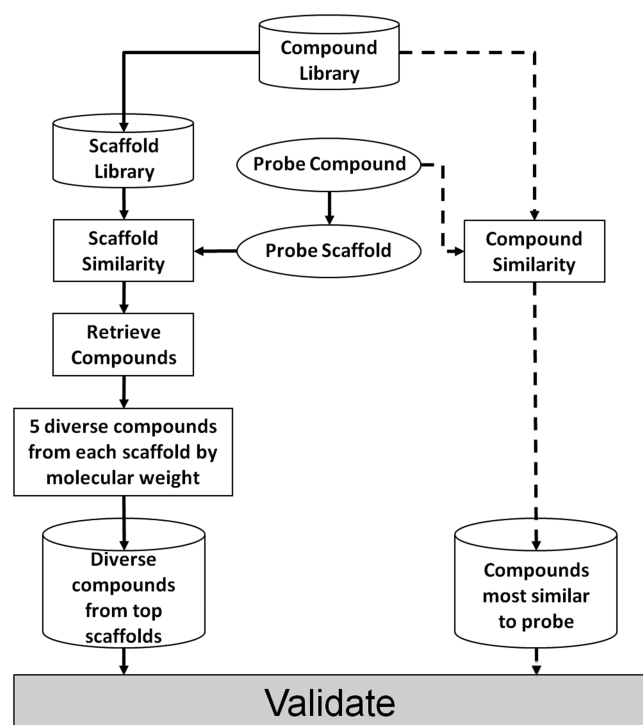 Compound
Library
Scaffold
Library
Probe Compound
Scaffold
Similarity
Probe Scaffold
Compound
Similarity
Retrieve
Compounds
5 diverse compounds
from each scaffold by
molecular weight
Diverse
compounds
from top
scaffolds
Compounds
most similar
to probe
Validate